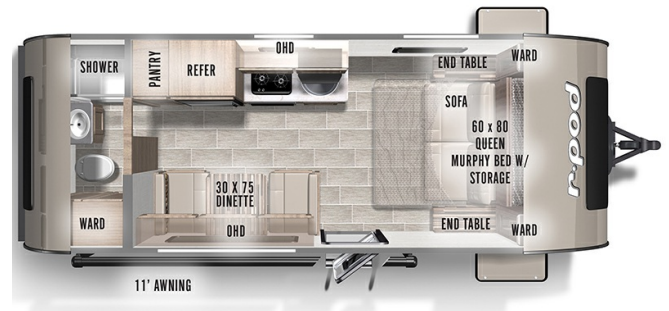 OHD
WARD
SHOWER
PANTRY
REFER
END TABLE
SOFA
60 x 80
QUEEN
MURPHY BED W/
STORAGE
r·pod
30 X 75
DINETTE
OHD
WARD
END TABLE
WARD
11' AWNING